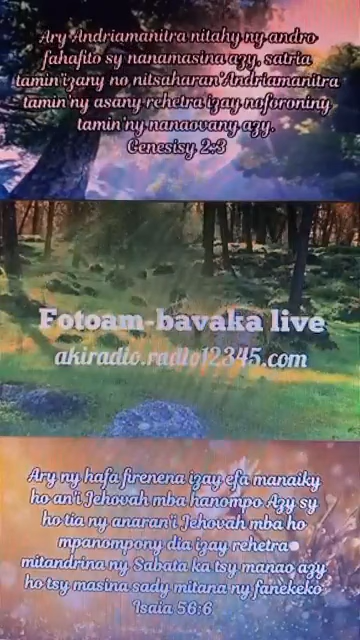 Ary Andriamanitra nitahy ny andro
fahafito sy nanamasina azy, satria
tamin'izany no nitsaharan'Andriamanitra
tamin'ny asany rehetra izay noforoniny
tamin'ny nanaovany azy.
Genesisy 2:3
Fotoam-bavaka live
akiradio.radio12345.com
Ary ny hafa firenena izay efa manaiky
ho an'i Jehovah mba hanompo Azy sy
ho tia ny anaran'i Jehovah mba ho
mpanompony dia izay rehetra
mitandrina ny Sabata ka tsy manao azy
ho tsy masina sady mitana ny fanekeko
Isaia 56:6